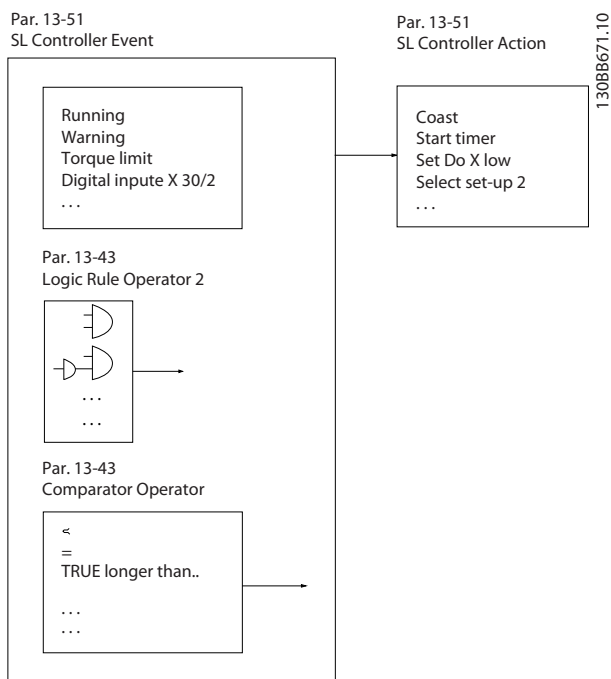 Par. 13-51
SL Controller Event
Par. 13-51
SL Controller Action
130BB671.10
Running
Warning
Torque limit
Digital inpute X 30/2
. . .
Coast
Start timer
Set Do X low
Select set-up 2
. . .
Par. 13-43
Logic Rule Operator 2
. . .
. . .
Par. 13-43
Comparator Operator
=
TRUE longer than..
. . .
. . .